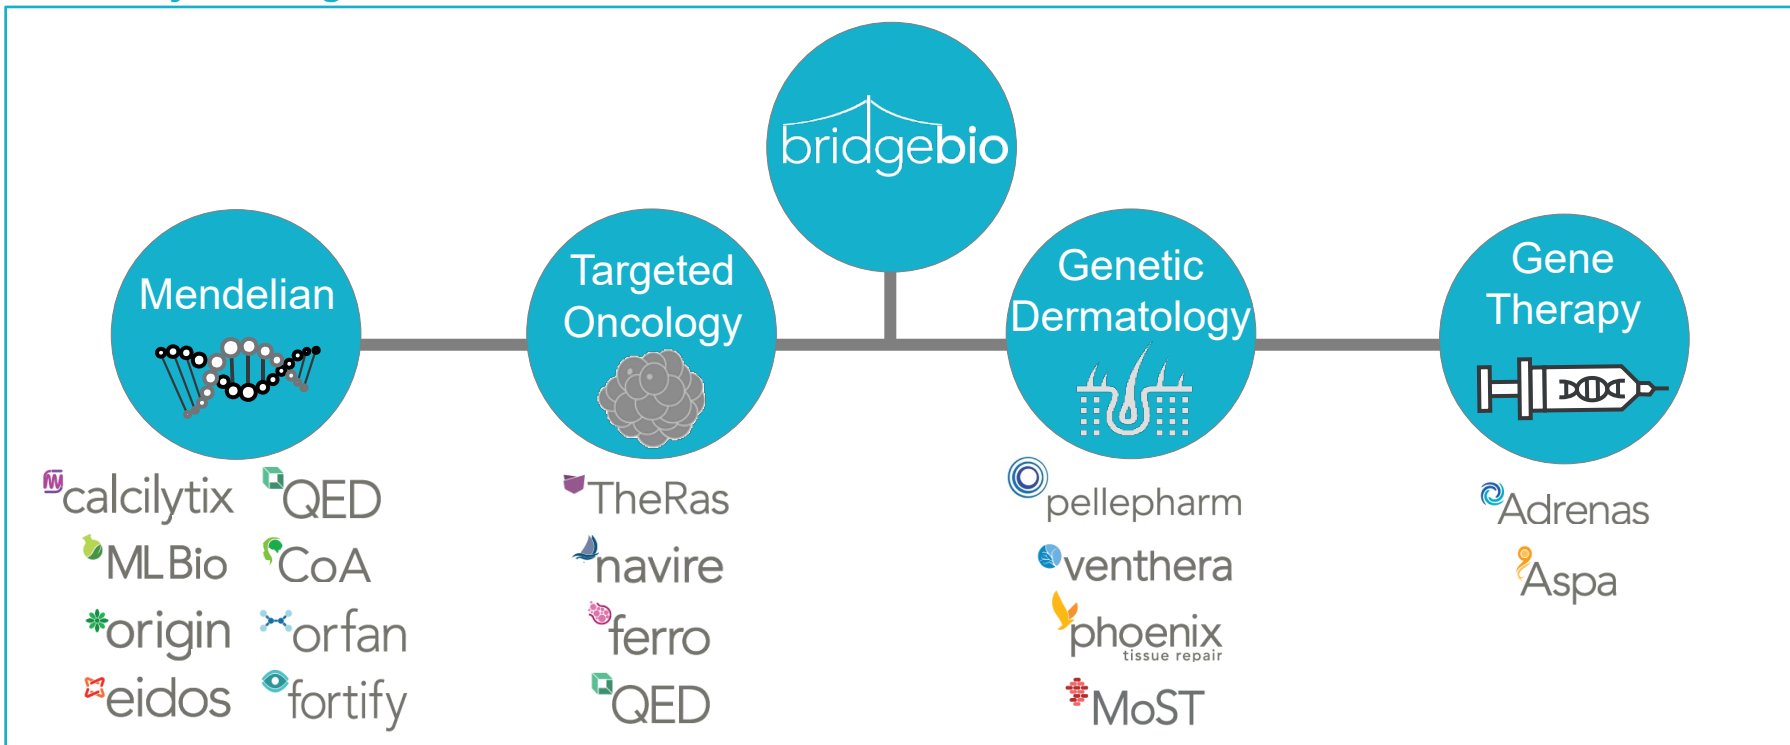 bridgebio
Mendelian
Targeted
Oncology
Genetic
Dermatology
Gene
Therapy
calcilytix
QED
MLBio
CoA
origin
orfan
eidos
fortify
TheRas
navire
ferro
QED
pellepharm
venthera
phoenix
tissue repair
MoST
Adrenas
Aspa